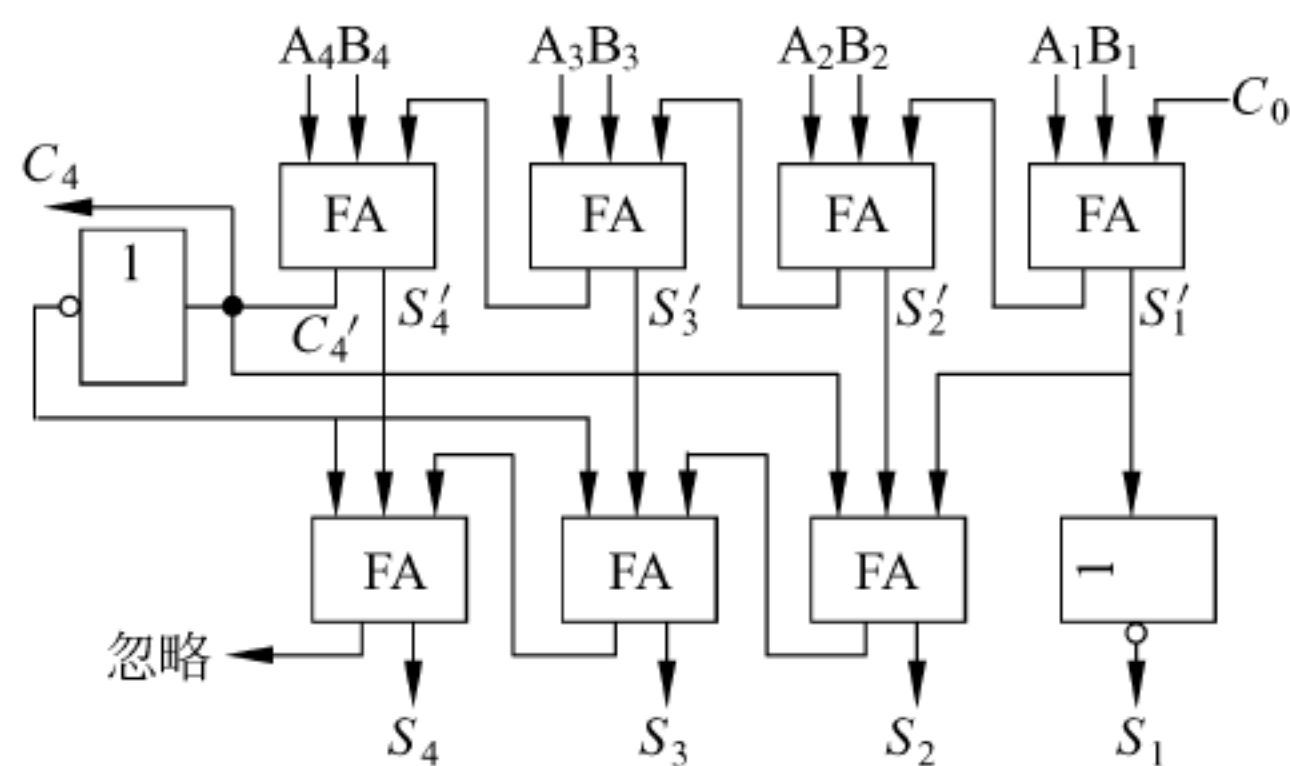 A₄B₄ A₃B₃ A₂B₂ A₁B₁
C₀
C₄
FA FA FA FA
1
C₄′ S₄′ S₃′ S₂′ S₁′
FA FA FA 1
忽略
S₄ S₃ S₂ S₁